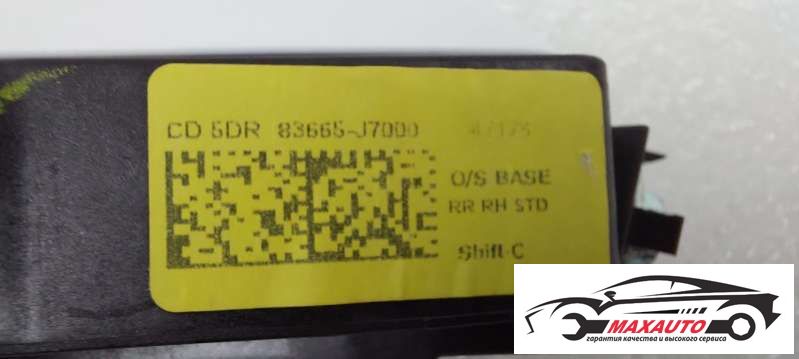 CD 5DR 83665-J7000
O/S BASE
RR RH STD
Shift-C
MAXAUTO
гарантия качества и высокого сервиса